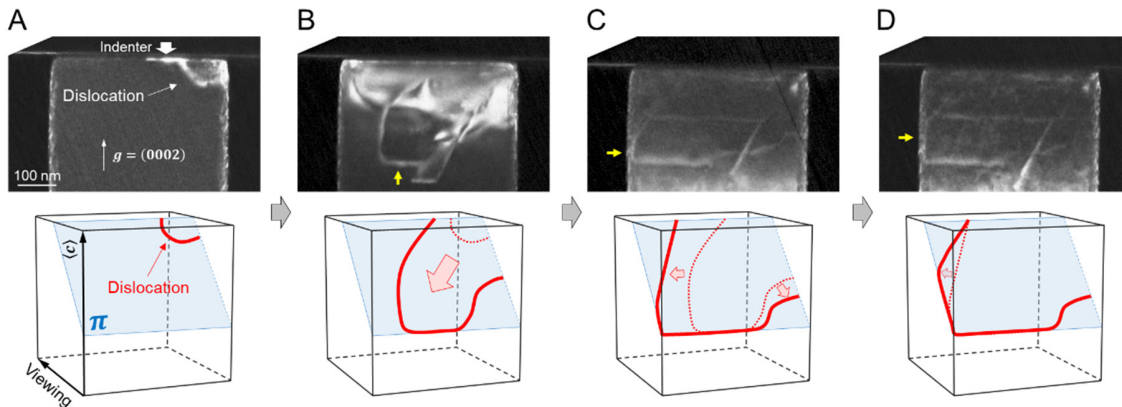 A
B
C
D
Indenter
Dislocation
g = (0002)
100 nm
⟨c⟩
Dislocation
π
Viewing